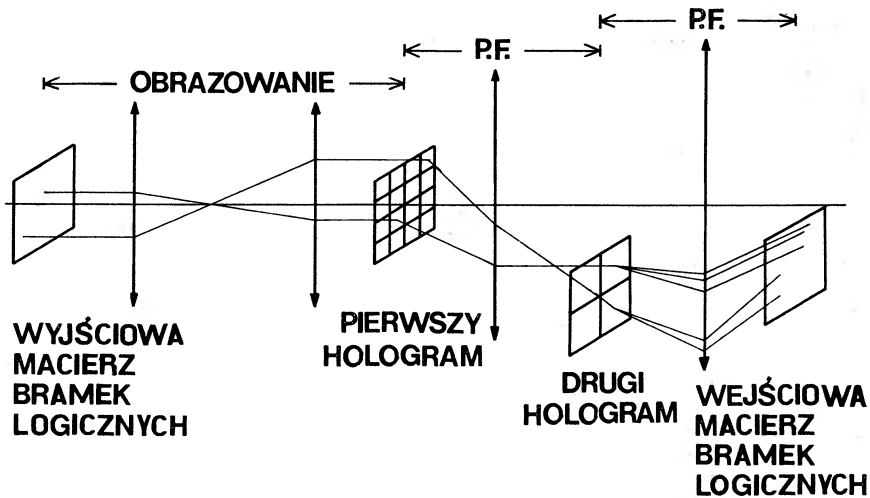 P.F.
P.F.
OBRAZOWANIE
WYJŚCIOWA
MACIERZ
BRAMEK
LOGICZNYCH
PIERWSZY
HOLOGRAM
DRUGI
HOLOGRAM
WEJŚCIOWA
MACIERZ
BRAMEK
LOGICZNYCH